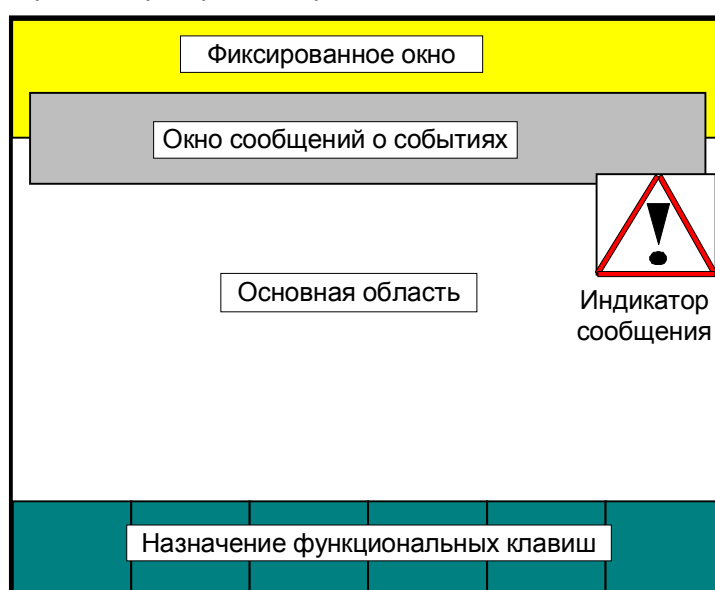 Фиксированное окно
Окно сообщений о событиях
Основная область
Индикатор
сообщения
Назначение функциональных клавиш